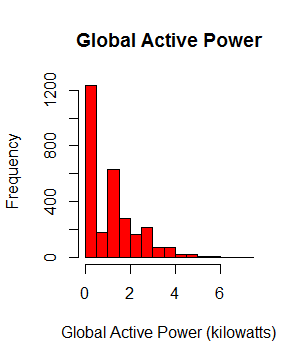 Global Active Power
Frequency
1200
800
400
0
0 2 4 6
Global Active Power (kilowatts)